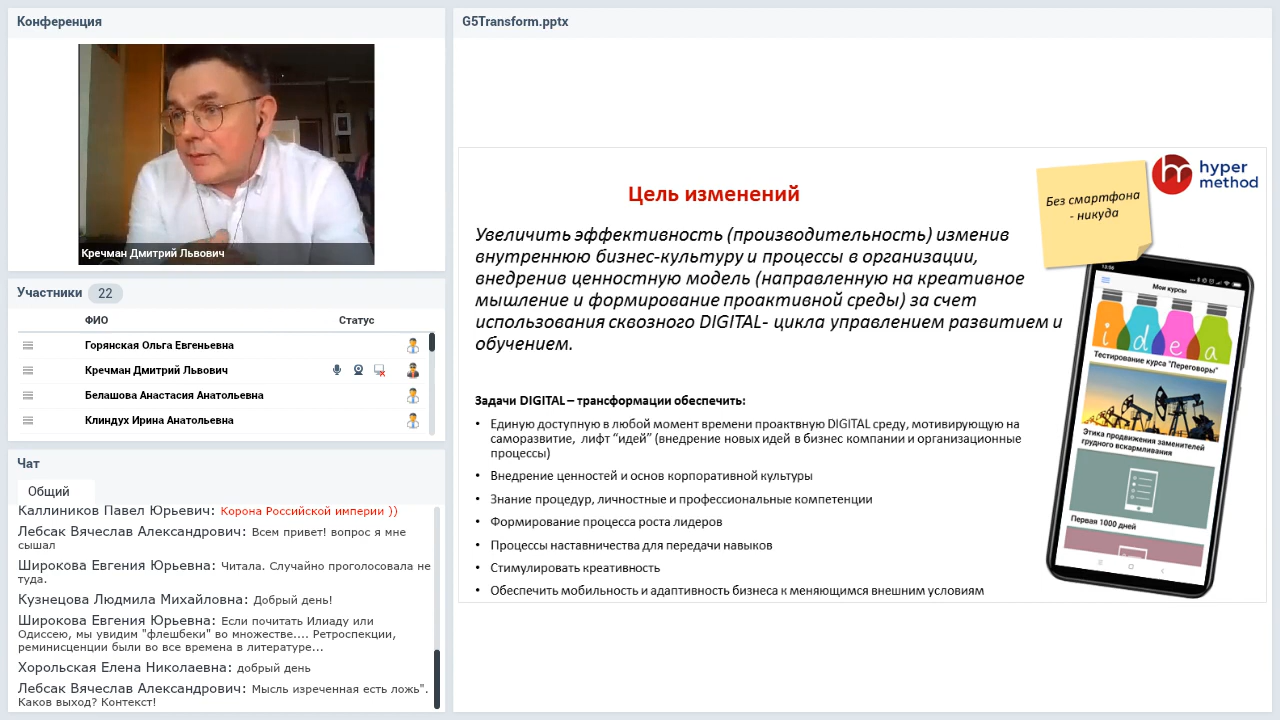 Конференция
Кречман Дмитрий Львович
Участники 22
ФИО Статус
Горянская Ольга Евгеньевна
Кречман Дмитрий Львович
Белашова Анастасия Анатольевна
Клиндух Ирина Анатольевна
Чат
Общий
Каллиников Павел Юрьевич: Корона Российской империи ))
Лебсак Вячеслав Александрович: Всем привет! вопрос я мне
сышал
Широкова Евгения Юрьевна: Читала. Случайно проголосовала не
туда.
Кузнецова Людмила Михайловна: Добрый день!
Широкова Евгения Юрьевна: Если почитать Илиаду или
Одиссею, мы увидим "флешбеки" во множестве.... Ретроспекции,
реминисценции были во все времена в литературе...
Хорольская Елена Николаевна: добрый день
Лебсак Вячеслав Александрович: Мысль изреченная есть ложь".
Каков выход? Контекст!
G5Transform.pptx
hyper
method
Без смартфона
- никуда
Цель изменений
Увеличить эффективность (производительность) изменив
внутреннюю бизнес-культуру и процессы в организации,
внедрив ценностную модель (направленную на креативное
мышление и формирование проактивной среды) за счет
использования сквозного DIGITAL- цикла управлением развитием и
обучением.
Задачи DIGITAL – трансформации обеспечить:
• Единую доступную в любой момент времени проактвную DIGITAL среду, мотивирующую на
саморазвитие, лифт “идей” (внедрение новых идей в бизнес компании и организационные
процессы)
• Внедрение ценностей и основ корпоративной культуры
• Знание процедур, личностные и профессиональные компетенции
• Формирование процесса роста лидеров
• Процессы наставничества для передачи навыков
• Стимулировать креативность
• Обеспечить мобильность и адаптивность бизнеса к меняющимся внешним условиям
Мои курсы
idea
Тестирование курса "Переговоры"
Этика продвижения заменителей
грудного вскармливания
Первая 1000 дней